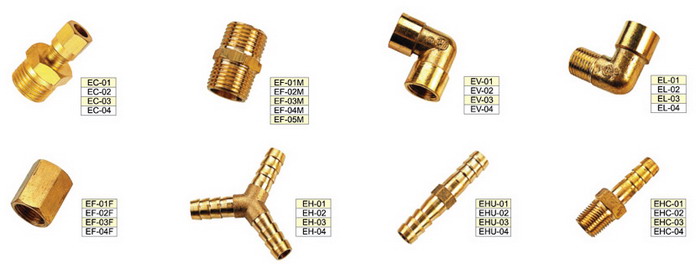 EC-01
EC-02
EC-03
EC-04
EF-01M
EF-02M
EF-03M
EF-04M
EF-05M
EV-01
EV-02
EV-03
EV-04
EL-01
EL-02
EL-03
EL-04
EF-01F
EF-02F
EF-03F
EF-04F
EH-01
EH-02
EH-03
EH-04
EHU-01
EHU-02
EHU-03
EHU-04
EHC-01
EHC-02
EHC-03
EHC-04